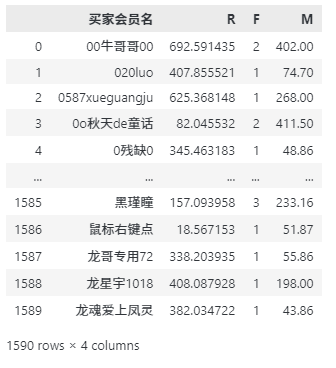 买家会员名 R F M
0 00牛哥哥00 692.591435 2 402.00
1 020luo 407.855521 1 74.70
2 0587xueguangju 625.368148 1 268.00
3 0o秋天de童话 82.045532 2 411.50
4 0残缺0 345.463183 1 48.86
... ... ... ... ...
1585 黑瑾瞳 157.093958 3 233.16
1586 鼠标右键点 18.567153 1 51.87
1587 龙哥专用72 338.203935 1 55.86
1588 龙星宇1018 408.087928 1 198.00
1589 龙魂爱上凤灵 382.034722 1 43.86
1590 rows × 4 columns